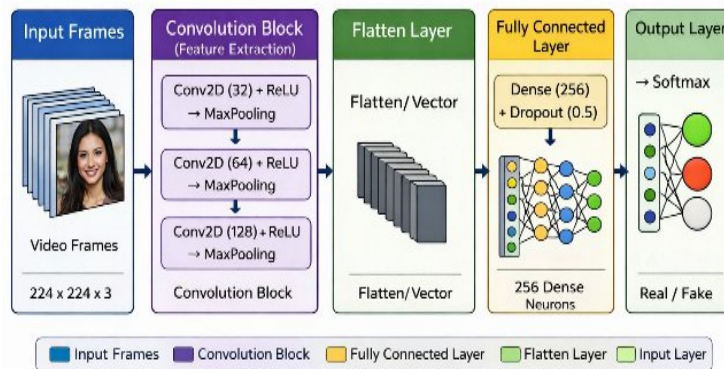 Input Frames
Video Frames
224 x 224 x 3
Convolution Block
(Feature Extraction)
Conv2D (32) + ReLU
→ MaxPooling
Conv2D (64) + ReLU
→ MaxPooling
Conv2D (128) + ReLU
→ MaxPooling
Convolution Block
Flatten Layer
Flatten/Vector
Flatten/Vector
Fully Connected
Layer
Dense (256)
+ Dropout (0.5)
256 Dense
Neurons
Output Layer
→ Softmax
Real / Fake
Input Frames
Convolution Block
Fully Connected Layer
Flatten Layer
Input Layer